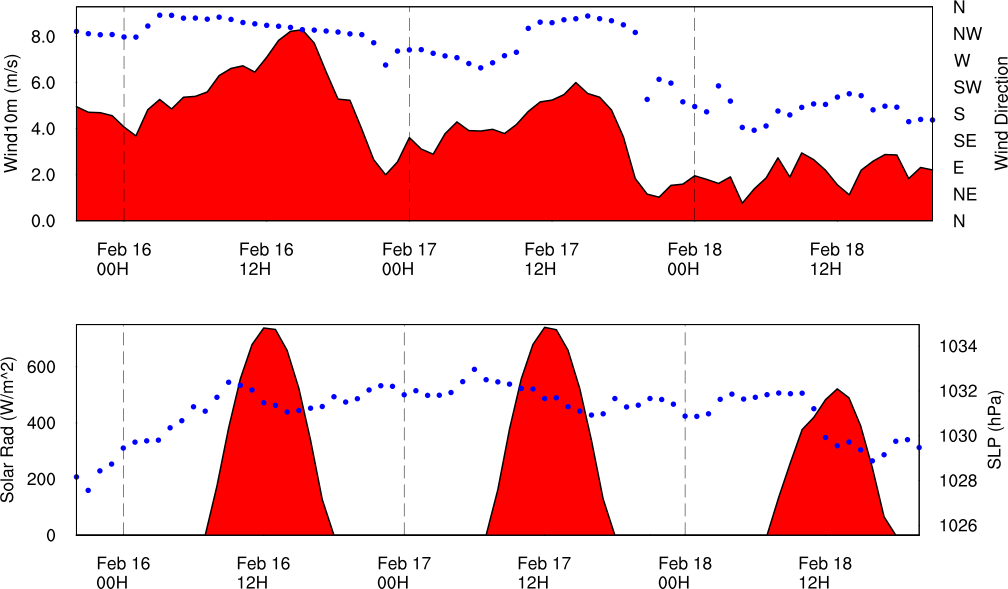 N
8.0
NW
W
6.0
SW
4.0
S
SE
2.0
E
NE
0.0
N
Wind10m (m/s)
Wind Direction
Feb 16 Feb 16 Feb 17 Feb 17 Feb 18 Feb 18
00H 12H 00H 12H 00H 12H
1034
600
1032
400
1030
200
1028
1026
0
Solar Rad (W/m^2)
SLP (hPa)
Feb 16 Feb 16 Feb 17 Feb 17 Feb 18 Feb 18
00H 12H 00H 12H 00H 12H